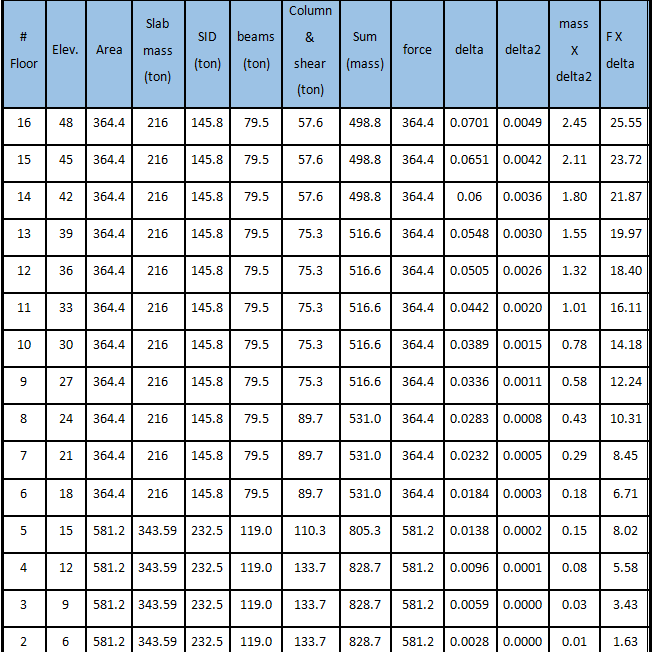 # Floor Elev. Area Slab mass (ton) SID (ton) beams (ton) Column & shear (ton) Sum (mass) force delta delta2 mass X delta2 F X delta
16 48 364.4 216 145.8 79.5 57.6 498.8 364.4 0.0701 0.0049 2.45 25.55
15 45 364.4 216 145.8 79.5 57.6 498.8 364.4 0.0651 0.0042 2.11 23.72
14 42 364.4 216 145.8 79.5 57.6 498.8 364.4 0.06 0.0036 1.80 21.87
13 39 364.4 216 145.8 79.5 75.3 516.6 364.4 0.0548 0.0030 1.55 19.97
12 36 364.4 216 145.8 79.5 75.3 516.6 364.4 0.0505 0.0026 1.32 18.40
11 33 364.4 216 145.8 79.5 75.3 516.6 364.4 0.0442 0.0020 1.01 16.11
10 30 364.4 216 145.8 79.5 75.3 516.6 364.4 0.0389 0.0015 0.78 14.18
9 27 364.4 216 145.8 79.5 75.3 516.6 364.4 0.0336 0.0011 0.58 12.24
8 24 364.4 216 145.8 79.5 89.7 531.0 364.4 0.0283 0.0008 0.43 10.31
7 21 364.4 216 145.8 79.5 89.7 531.0 364.4 0.0232 0.0005 0.29 8.45
6 18 364.4 216 145.8 79.5 89.7 531.0 364.4 0.0184 0.0003 0.18 6.71
5 15 581.2 343.59 232.5 119.0 110.3 805.3 581.2 0.0138 0.0002 0.15 8.02
4 12 581.2 343.59 232.5 119.0 133.7 828.7 581.2 0.0096 0.0001 0.08 5.58
3 9 581.2 343.59 232.5 119.0 133.7 828.7 581.2 0.0059 0.0000 0.03 3.43
2 6 581.2 343.59 232.5 119.0 133.7 828.7 581.2 0.0028 0.0000 0.01 1.63